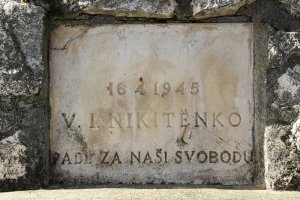 16.4.1945
V. I. NIKITĚNKO
PADL ZA NAŠI SVOBODU